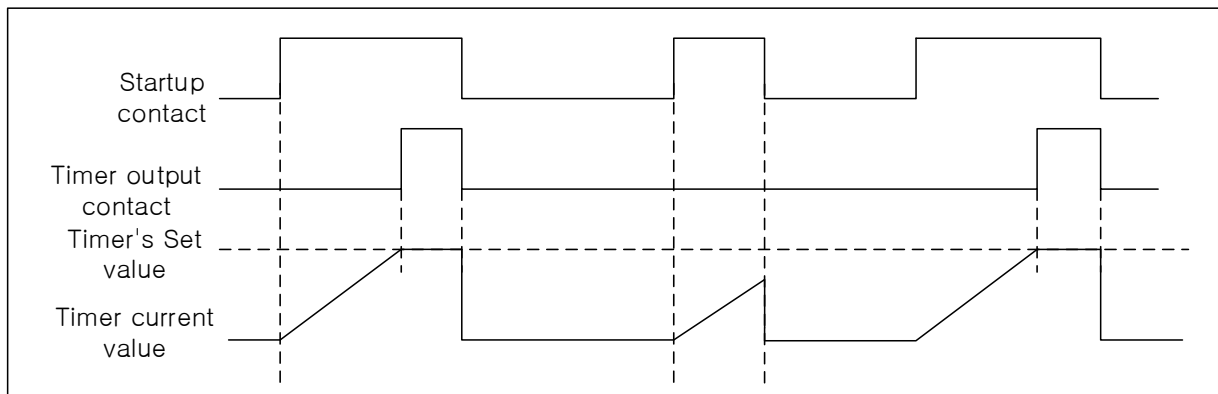 Startup
contact
Timer output
contact
Timer's Set
value
Timer current
value